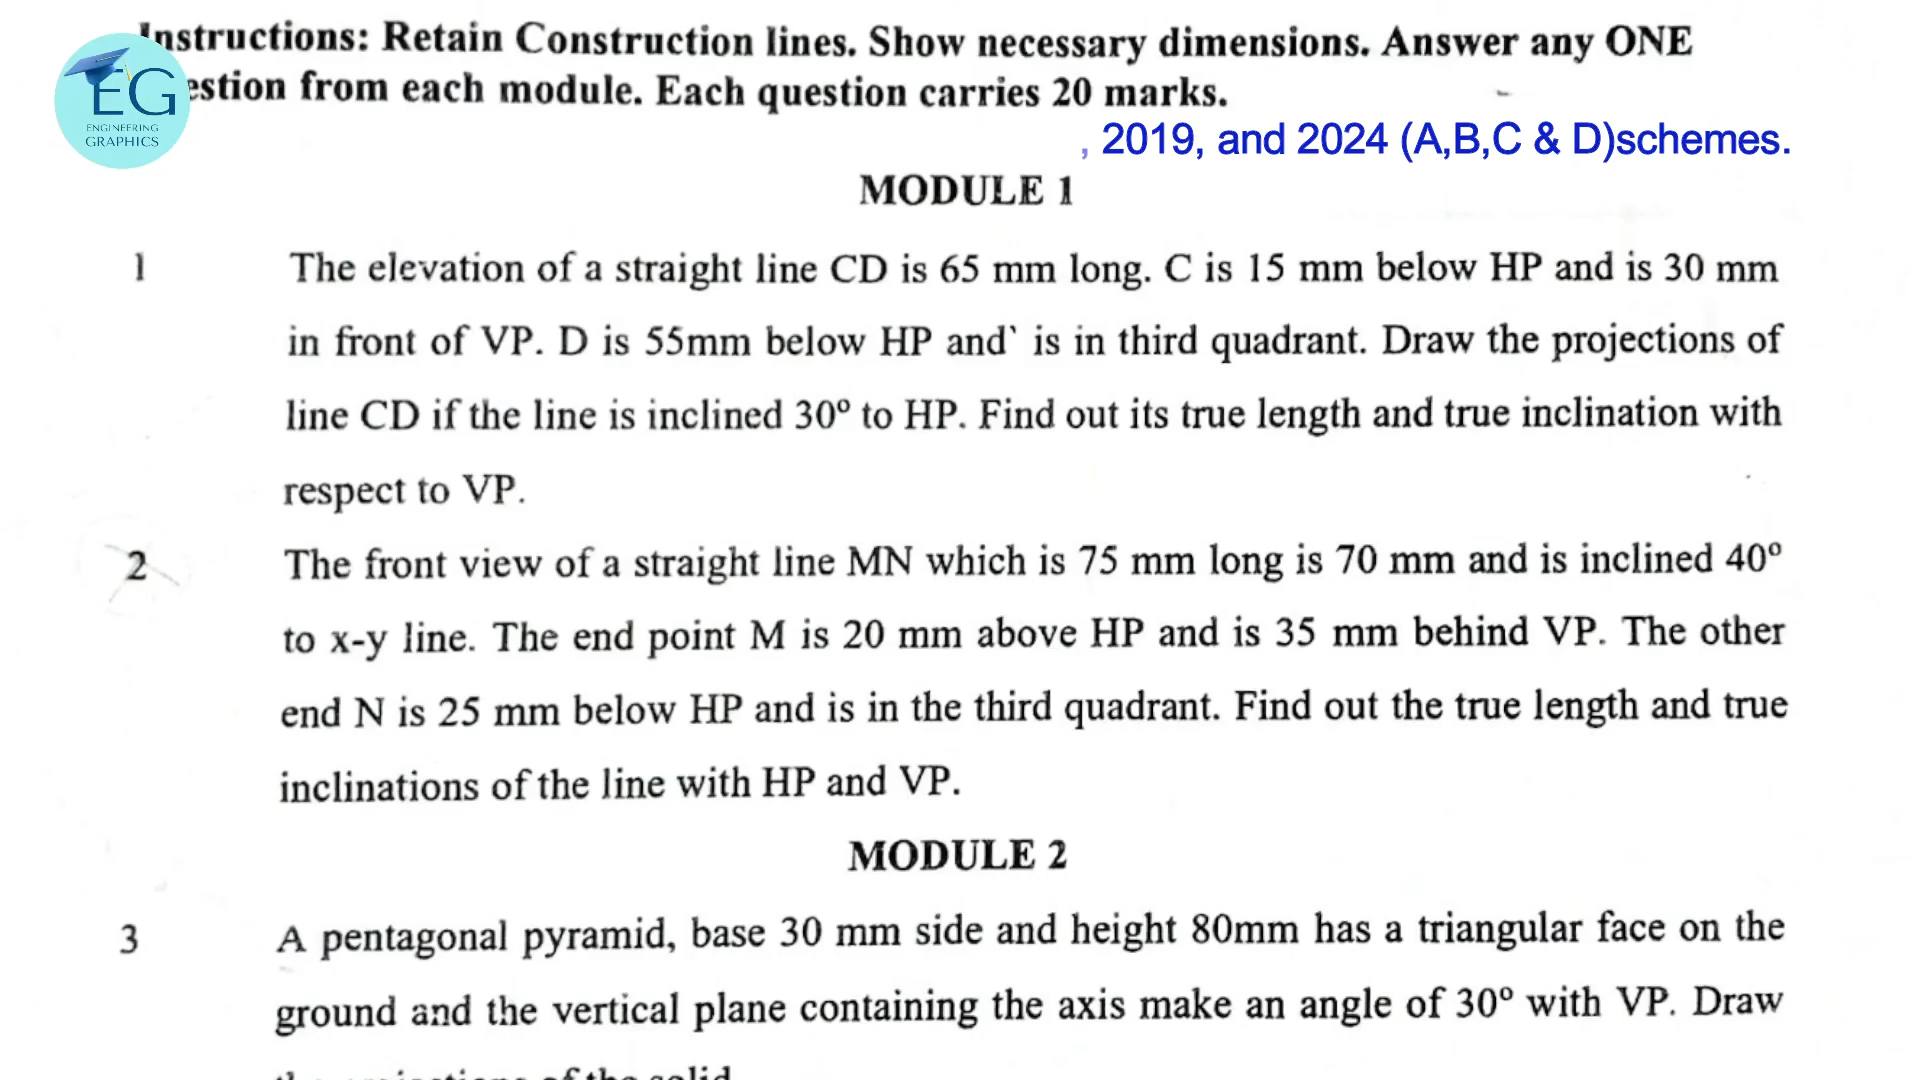 nstructions: Retain Construction lines. Show necessary dimensions. Answer any ONE
estion from each module. Each question carries 20 marks.
EG
ENGINEERING
GRAPHICS
, 2019, and 2024 (A,B,C & D)schemes.
MODULE 1
1 The elevation of a straight line CD is 65 mm long. C is 15 mm below HP and is 30 mm
in front of VP. D is 55mm below HP and` is in third quadrant. Draw the projections of
line CD if the line is inclined 30º to HP. Find out its true length and true inclination with
respect to VP.
2 The front view of a straight line MN which is 75 mm long is 70 mm and is inclined 40º
to x-y line. The end point M is 20 mm above HP and is 35 mm behind VP. The other
end N is 25 mm below HP and is in the third quadrant. Find out the true length and true
inclinations of the line with HP and VP.
MODULE 2
3 A pentagonal pyramid, base 30 mm side and height 80mm has a triangular face on the
ground and the vertical plane containing the axis make an angle of 30º with VP. Draw
of the solid